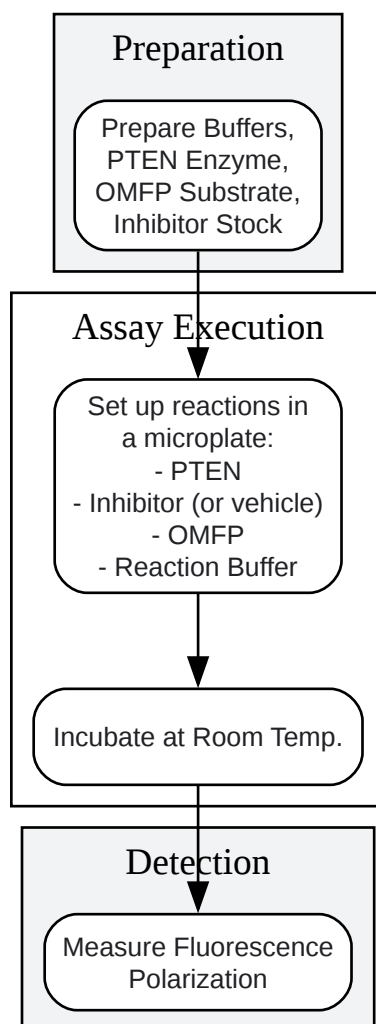 Preparation
Prepare Buffers,
PTEN Enzyme,
OMFP Substrate,
Inhibitor Stock
Assay Execution
Set up reactions in
a microplate:
- PTEN
- Inhibitor (or vehicle)
- OMFP
- Reaction Buffer
Incubate at Room Temp.
Detection
Measure Fluorescence
Polarization